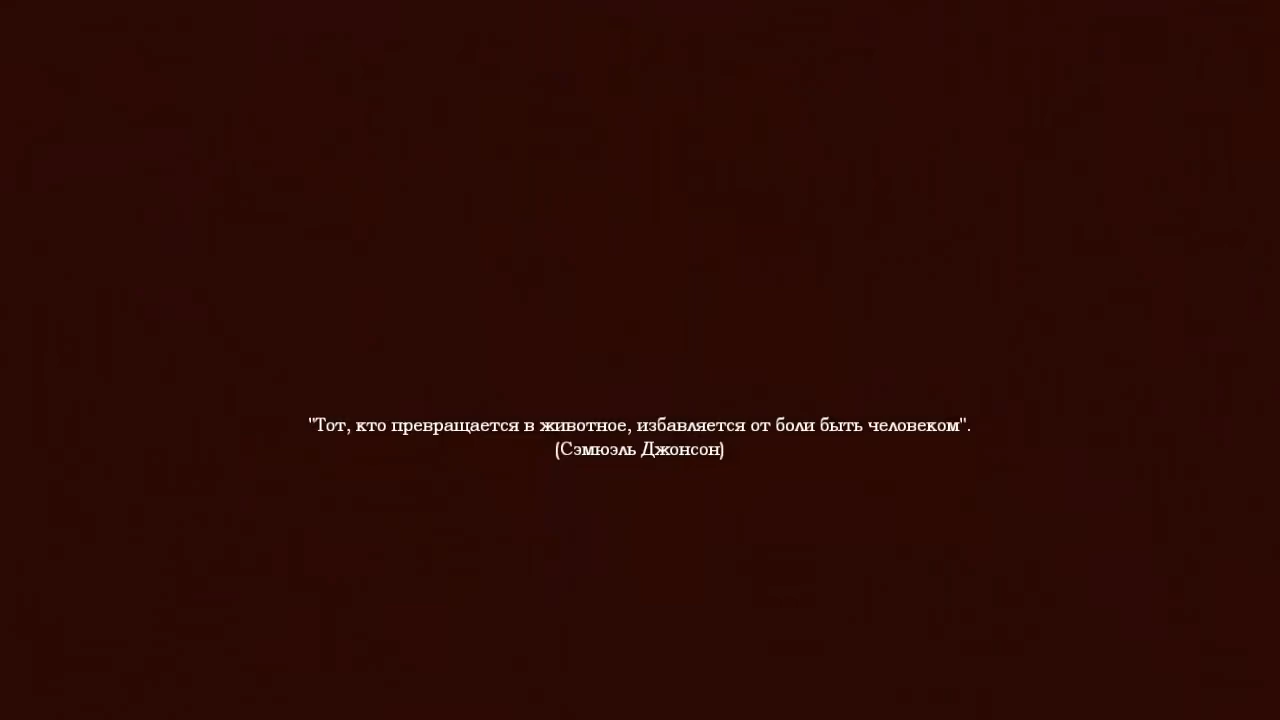 "Тот, кто превращается в животное, избавляется от боли быть человеком".
(Сэмюэль Джонсон)